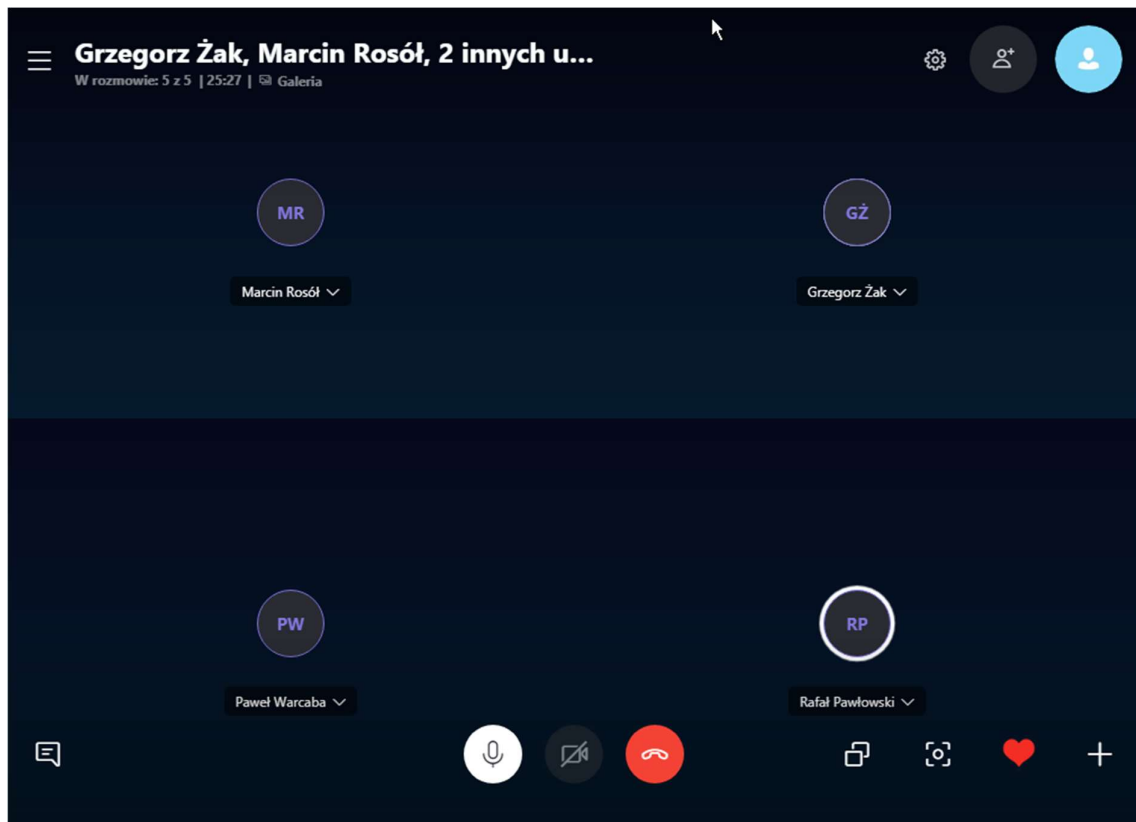 Grzegorz Żak, Marcin Rosół, 2 innych u...
W rozmowie: 5 z 5 | 25:27 | Galeria
MR
GŻ
Marcin Rosół
Grzegorz Żak
PW
RP
Paweł Warcaba
Rafał Pawłowski